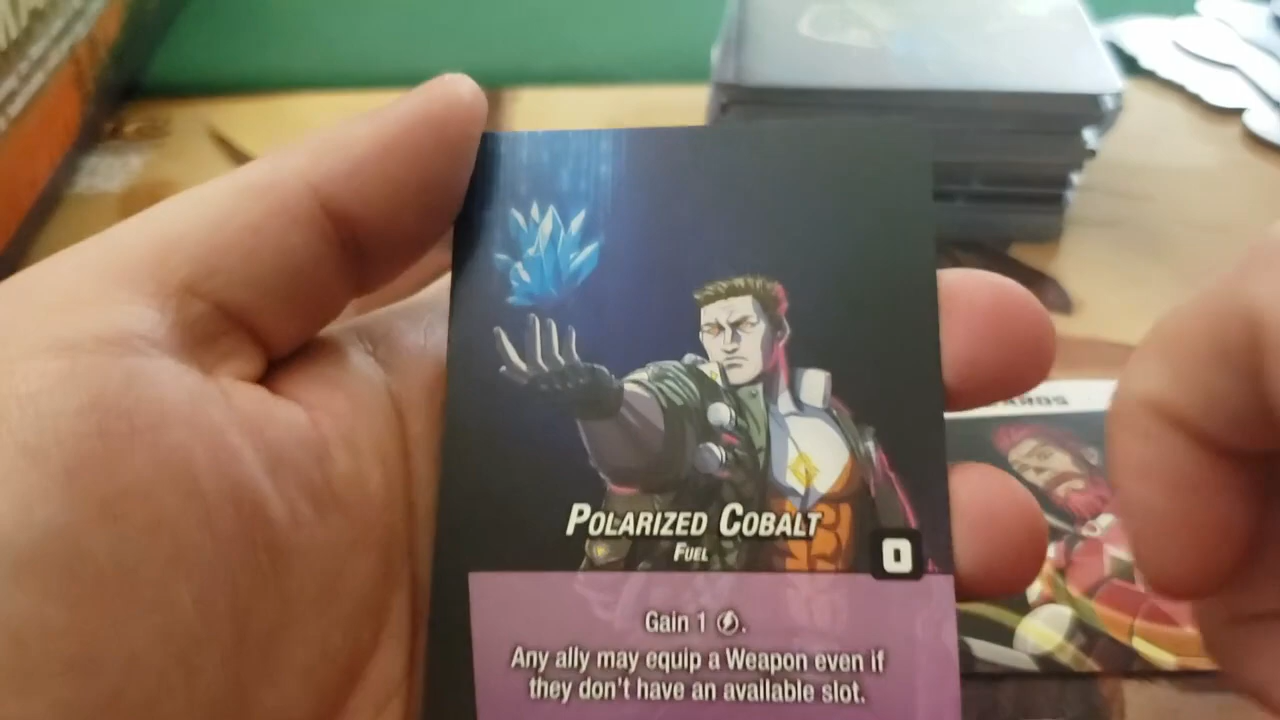 POLARIZED COBALT
FUEL
0
Gain 1 .
Any ally may equip a Weapon even if
they don't have an available slot.